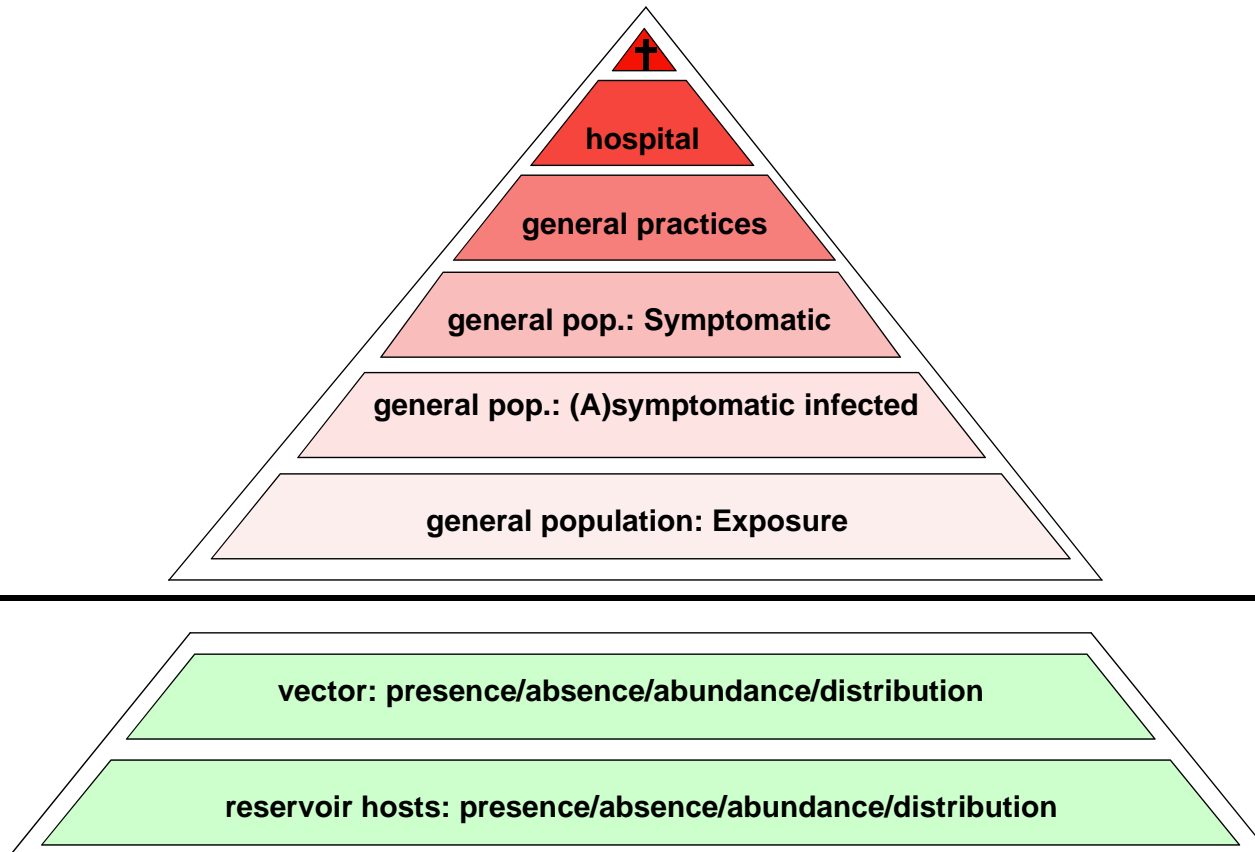 †
hospital
general practices
general pop.: Symptomatic
general pop.: (A)symptomatic infected
general population: Exposure
vector: presence/absence/abundance/distribution
reservoir hosts: presence/absence/abundance/distribution